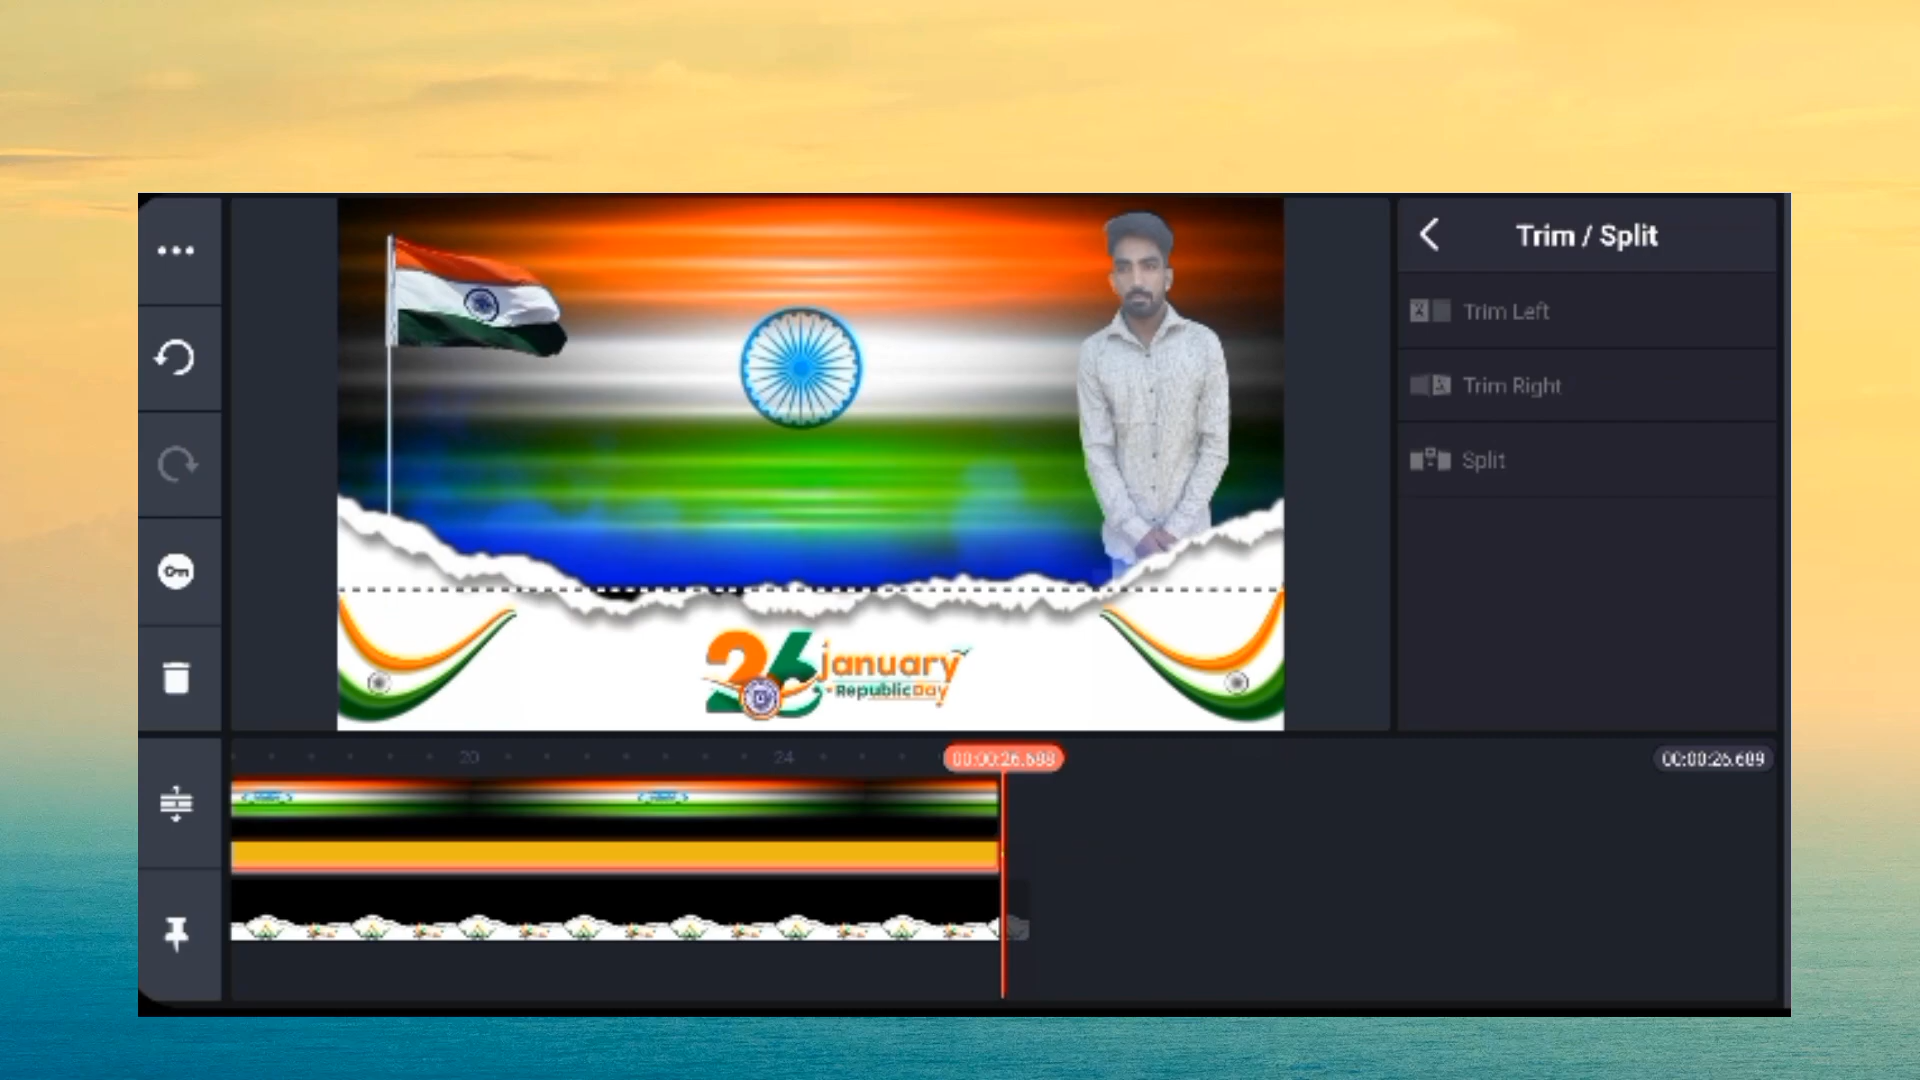 Trim / Split
Trim Left
Trim Right
Split
26 january
Republic Day
20
24
00:00:26.688
00:00:26.689